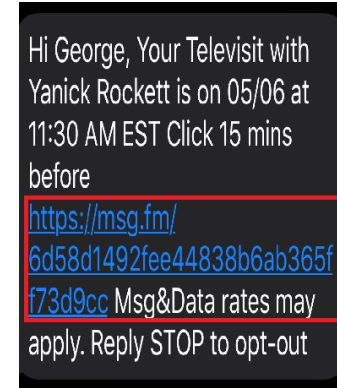 Hi George, Your Televisit with
Yanick Rockett is on 05/06 at
11:30 AM EST Click 15 mins
before
https://msg.fm/
6d58d1492fee44838b6ab365f
f73d9cc Msg&Data rates may
apply. Reply STOP to opt-out